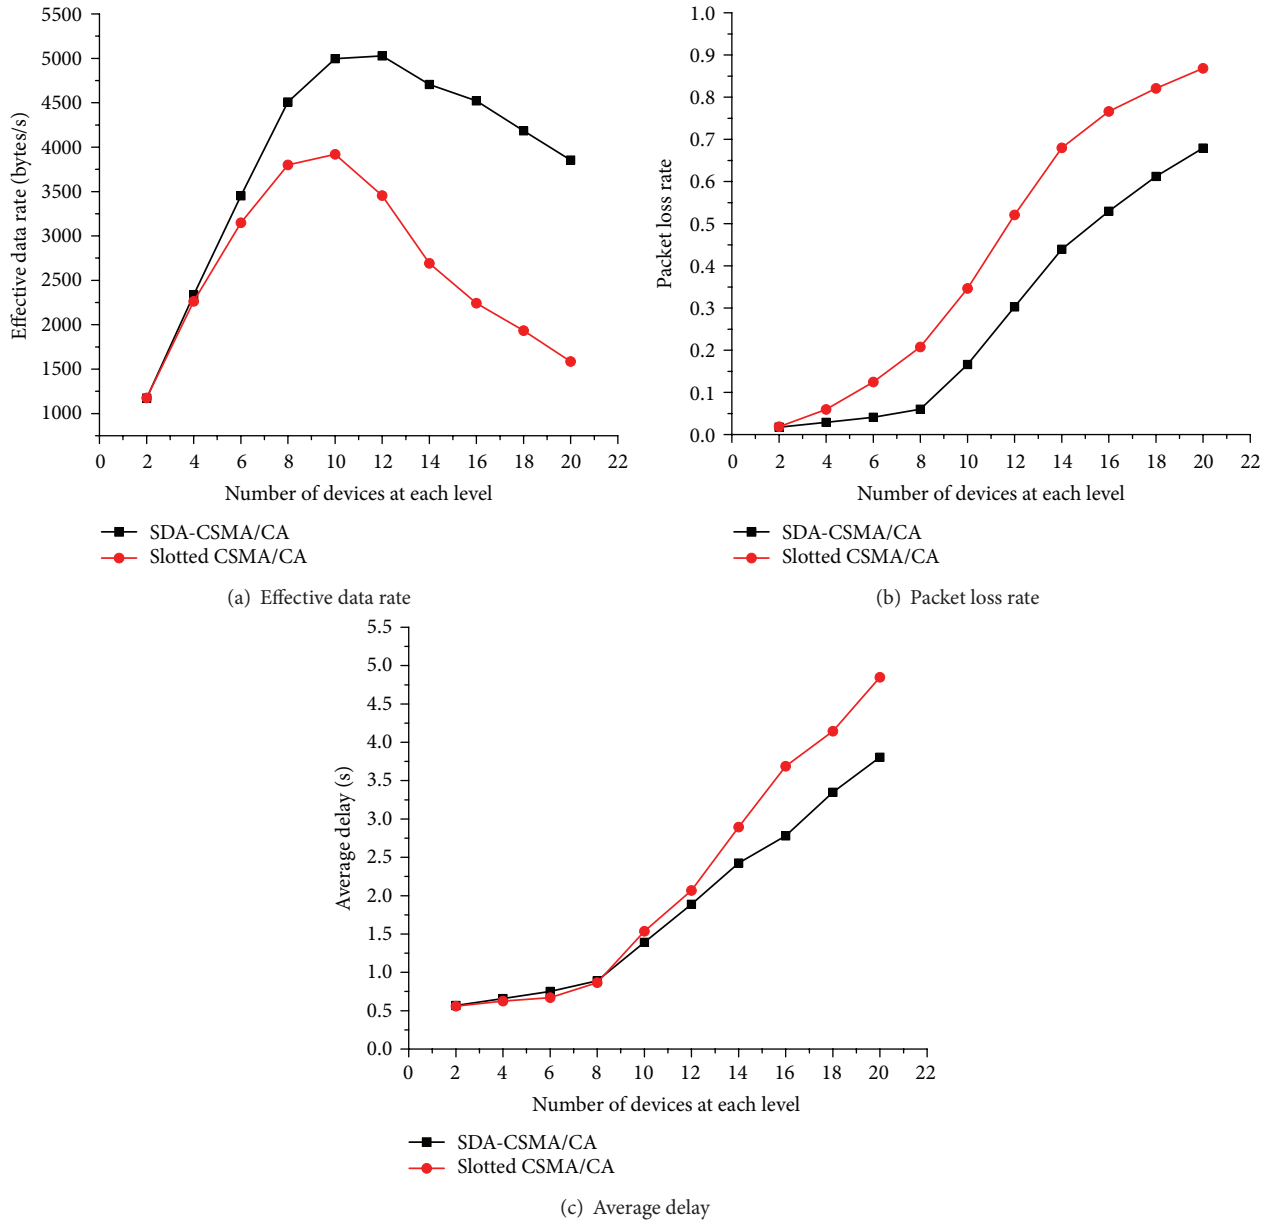 5500
5000
4500
4000
3500
3000
2500
2000
1500
1000
Effective data rate (bytes/s)
0 2 4 6 8 10 12 14 16 18 20 22
Number of devices at each level
SDA-CSMA/CA
Slotted CSMA/CA
(a) Effective data rate
1.0
0.9
0.8
0.7
0.6
0.5
0.4
0.3
0.2
0.1
0.0
Packet loss rate
0 2 4 6 8 10 12 14 16 18 20 22
Number of devices at each level
SDA-CSMA/CA
Slotted CSMA/CA
(b) Packet loss rate
5.5
5.0
4.5
4.0
3.5
3.0
2.5
2.0
1.5
1.0
0.5
0.0
Average delay (s)
0 2 4 6 8 10 12 14 16 18 20 22
Number of devices at each level
SDA-CSMA/CA
Slotted CSMA/CA
(c) Average delay